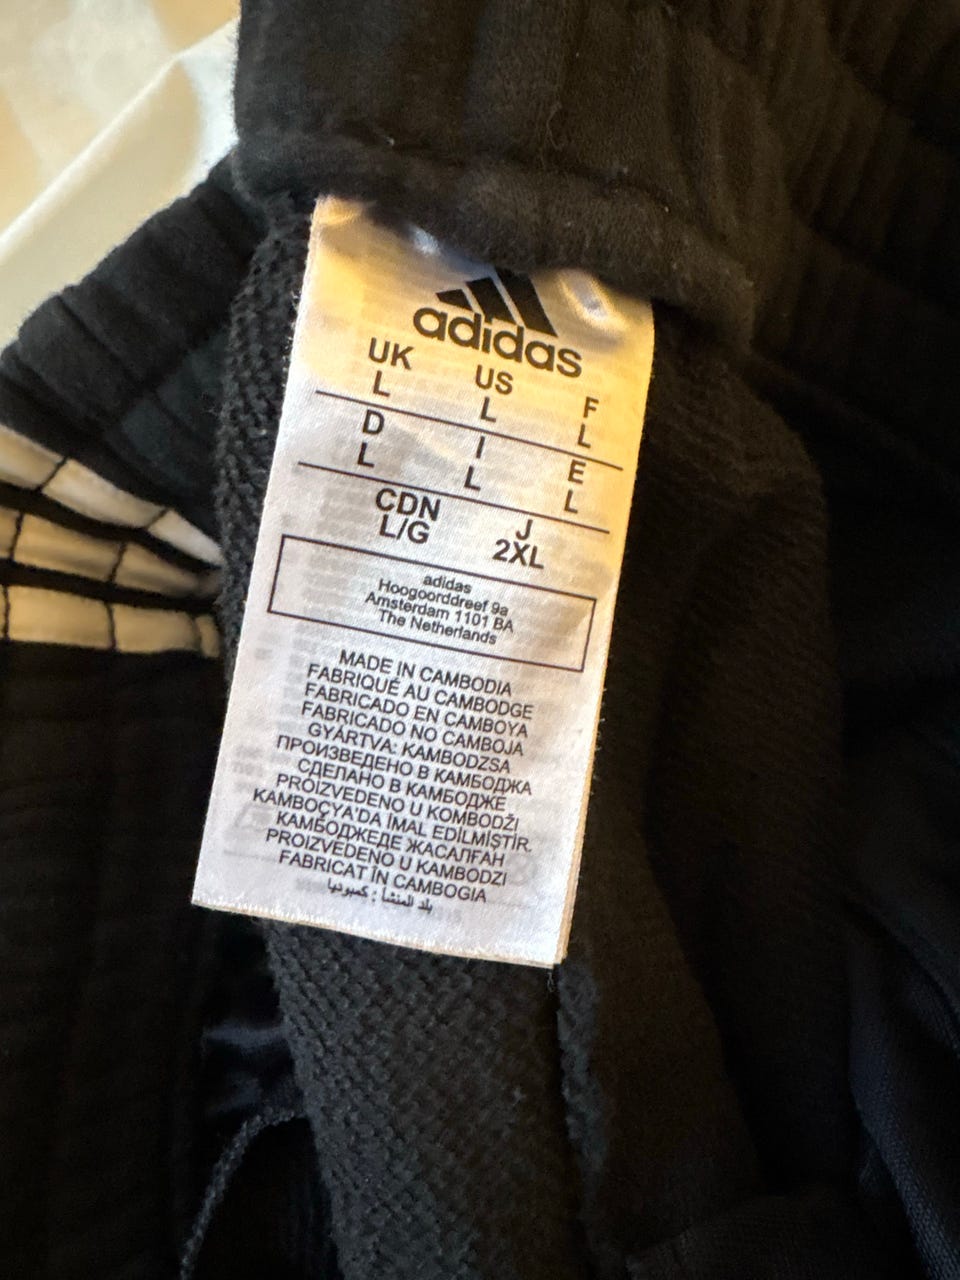 adidas
UK US F
L L L
D I E
L L L
CDN J
L/G 2XL
adidas
Hoogoorddreef 9a
Amsterdam 1101 BA
The Netherlands
MADE IN CAMBODIA
FABRIQUÉ AU CAMBODGE
FABRICADO EN CAMBOYA
FABRICADO NO CAMBOJA
GYÁRTVA: KAMBODZSA
ПРОИЗВЕДЕНО В КАМБОДЖА
СДЕЛАНО В КАМБОДЖЕ
PROIZVEDENO U KOMBODŽI
KAMBOÇYA'DA İMAL EDİLMİŞTİR.
КАМБОДЖЕДЕ ЖАСАЛҒАН
PROIZVEDENO U KAMBODZI
FABRICAT ÎN CAMBOGIA
بلد المنشأ : كمبوديا